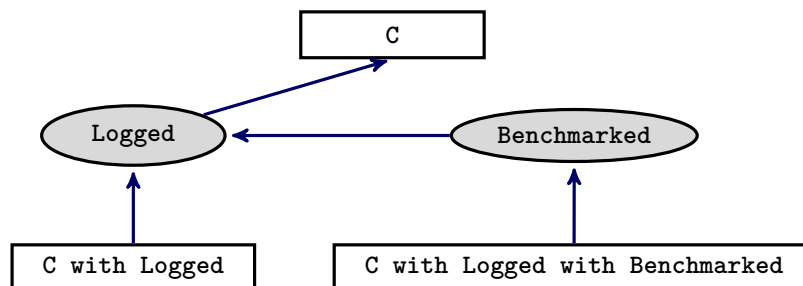 C
Logged
Benchmarked
C with Logged
C with Logged with Benchmarked